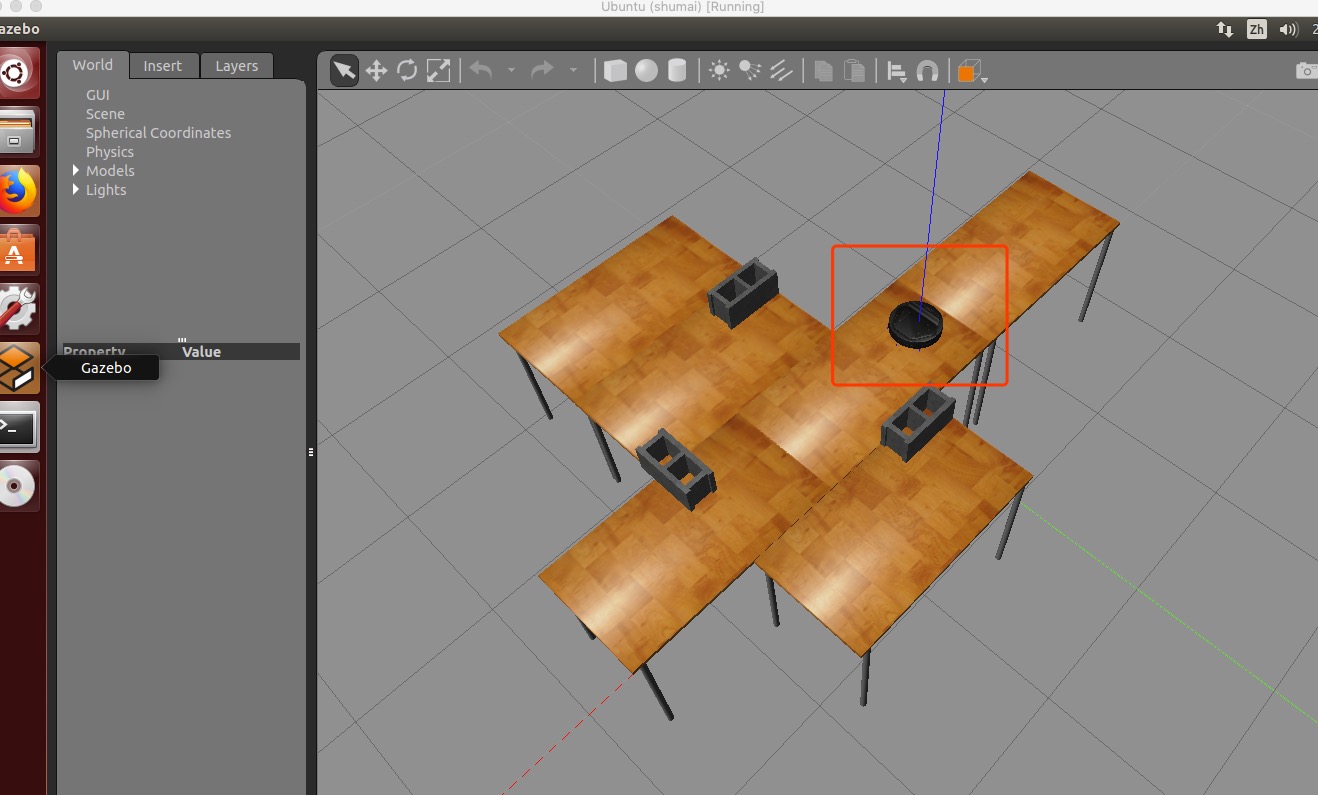 Ubuntu (shumai) [Running]
azebo
Zh
World
Insert
Layers
GUI
Scene
Spherical Coordinates
Physics
Models
Lights
Property
Value
Gazebo